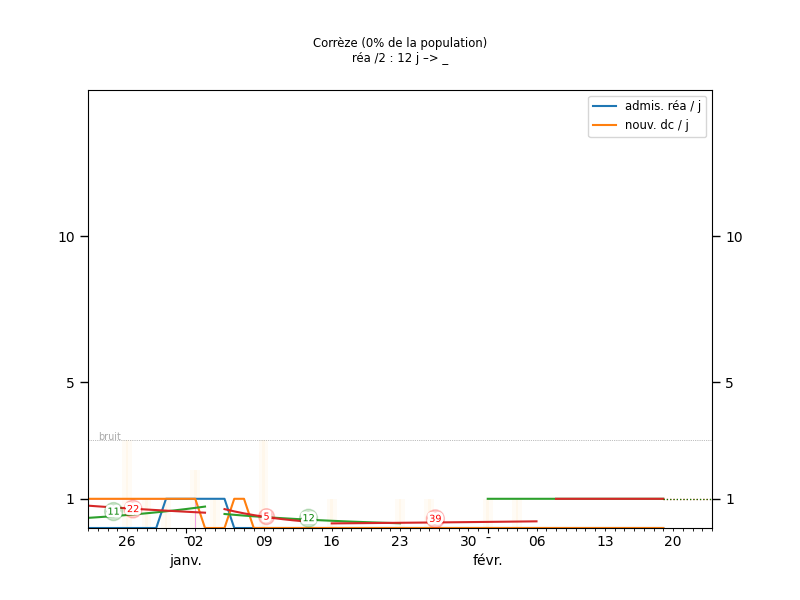 Corrèze (0% de la population)
réa /2 : 12 j –> _
admis. réa / j
nouv. dc / j
10 10
5 5
bruit
1 1
11 22 5 12 39
26 02 09 16 23 30 06 13 20
janv. févr.